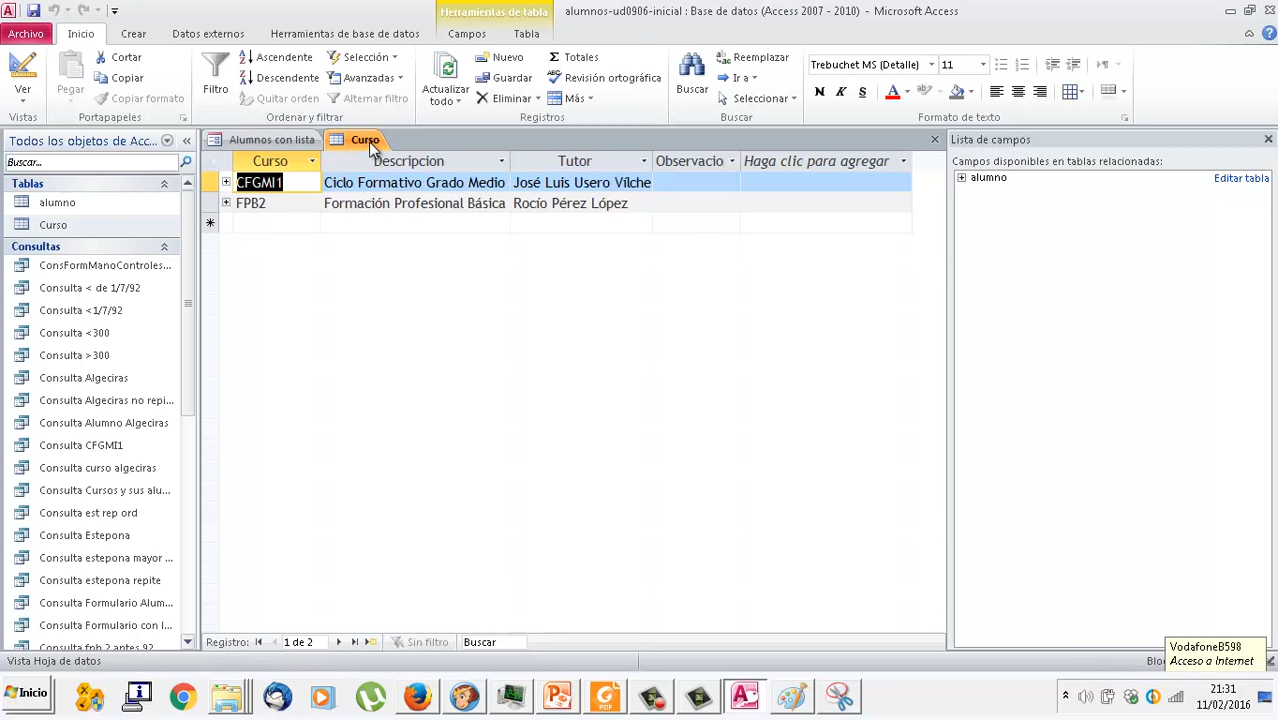 Herramientas de tabla
alumnos-ud0906-inicial : Base de datos (Access 2007 - 2010) - Microsoft Access
Archivo Inicio Crear Datos externos Herramientas de base de datos Campos Tabla
Ver
Vistas
Pegar
Cortar
Copiar
Copiar formato
Portapapeles
Filtro
Ascendente
Descendente
Quitar orden
Selección
Avanzadas
Alternar filtro
Ordenar y filtrar
Actualizar
todo
Nuevo
Guardar
Eliminar
Totales
Revisión ortográfica
Más
Registros
Buscar
Reemplazar
Ir a
Seleccionar
Buscar
Trebuchet MS (Detalle) 11
N K S A
Formato de texto
Todos los objetos de Acc...
Buscar...
Tablas
alumno
Curso
Consultas
ConsFormManoControles...
Consulta < de 1/7/92
Consulta <1/7/92
Consulta <300
Consulta >300
Consulta Algeciras
Consulta Algeciras no repi...
Consulta Alumno Algeciras
Consulta CFGMI1
Consulta curso algeciras
Consulta Cursos y sus alu...
Consulta est rep ord
Consulta Estepona
Consulta estepona mayor ...
Consulta estepona repite
Consulta Formulario Alum...
Consulta Formulario con l...
Consulta fpb 2 antes 92
Alumnos con lista Curso
Curso Descripcion Tutor Observacio Haga clic para agregar
CFGMI1 Ciclo Formativo Grado Medio José Luis Usero Vílche
FPB2 Formación Profesional Básica Rocío Pérez López
Registro: 1 de 2 Sin filtro Buscar
Lista de campos
Campos disponibles en tablas relacionadas:
alumno Editar tabla
Vista Hoja de datos
VodafoneB598
Acceso a Internet
Inicio
PDF
21:31
11/02/2016